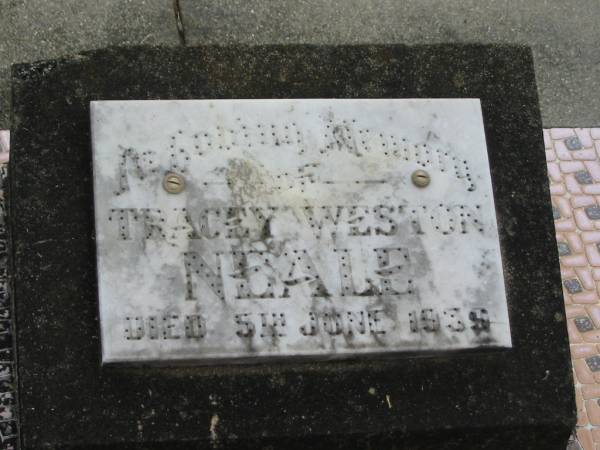 In Loving Memory
of
TRACEY WESTON
NEALE
DIED 5TH JUNE 1939